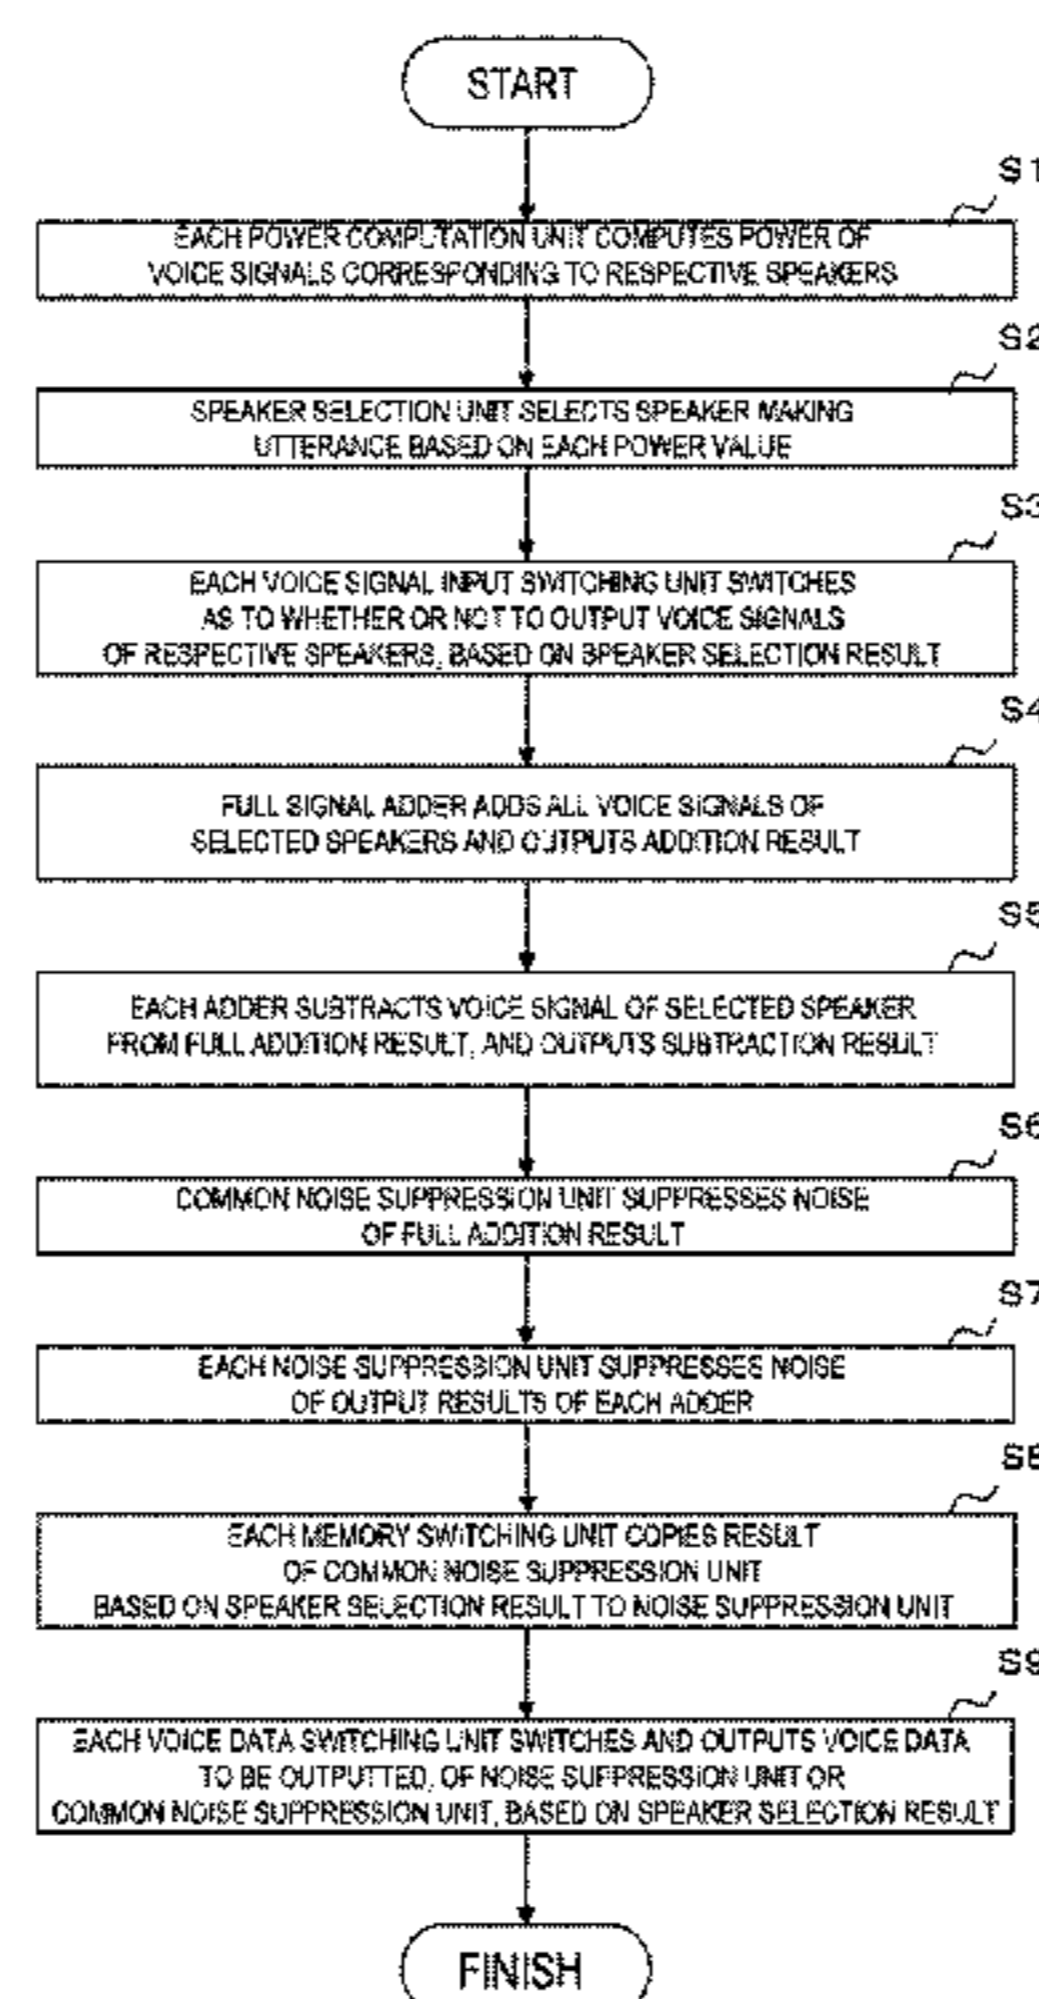 START
S1
EACH POWER COMPUTATION UNIT COMPUTES POWER OF
VOICE SIGNALS CORRESPONDING TO RESPECTIVE SPEAKERS
S2
SPEAKER SELECTION UNIT SELECTS SPEAKER MAKING
UTTERANCE BASED ON EACH POWER VALUE
S3
EACH VOICE SIGNAL INPUT SWITCHING UNIT SWITCHES
AS TO WHETHER OR NOT TO OUTPUT VOICE SIGNALS
OF RESPECTIVE SPEAKERS, BASED ON SPEAKER SELECTION RESULT
S4
FULL SIGNAL ADDER ADDS ALL VOICE SIGNALS OF
SELECTED SPEAKERS AND OUTPUTS ADDITION RESULT
S5
EACH ADDER SUBTRACTS VOICE SIGNAL OF SELECTED SPEAKER
FROM FULL ADDITION RESULT, AND OUTPUTS SUBTRACTION RESULT
S6
COMMON NOISE SUPPRESSION UNIT SUPPRESSES NOISE
OF FULL ADDITION RESULT
S7
EACH NOISE SUPPRESSION UNIT SUPPRESSES NOISE
OF OUTPUT RESULTS OF EACH ADDER
S8
EACH MEMORY SWITCHING UNIT COPIES RESULT
OF COMMON NOISE SUPPRESSION UNIT
BASED ON SPEAKER SELECTION RESULT TO NOISE SUPPRESSION UNIT
S9
EACH VOICE DATA SWITCHING UNIT SWITCHES AND OUTPUTS VOICE DATA
TO BE OUTPUTTED, OF NOISE SUPPRESSION UNIT OR
COMMON NOISE SUPPRESSION UNIT, BASED ON SPEAKER SELECTION RESULT
FINISH